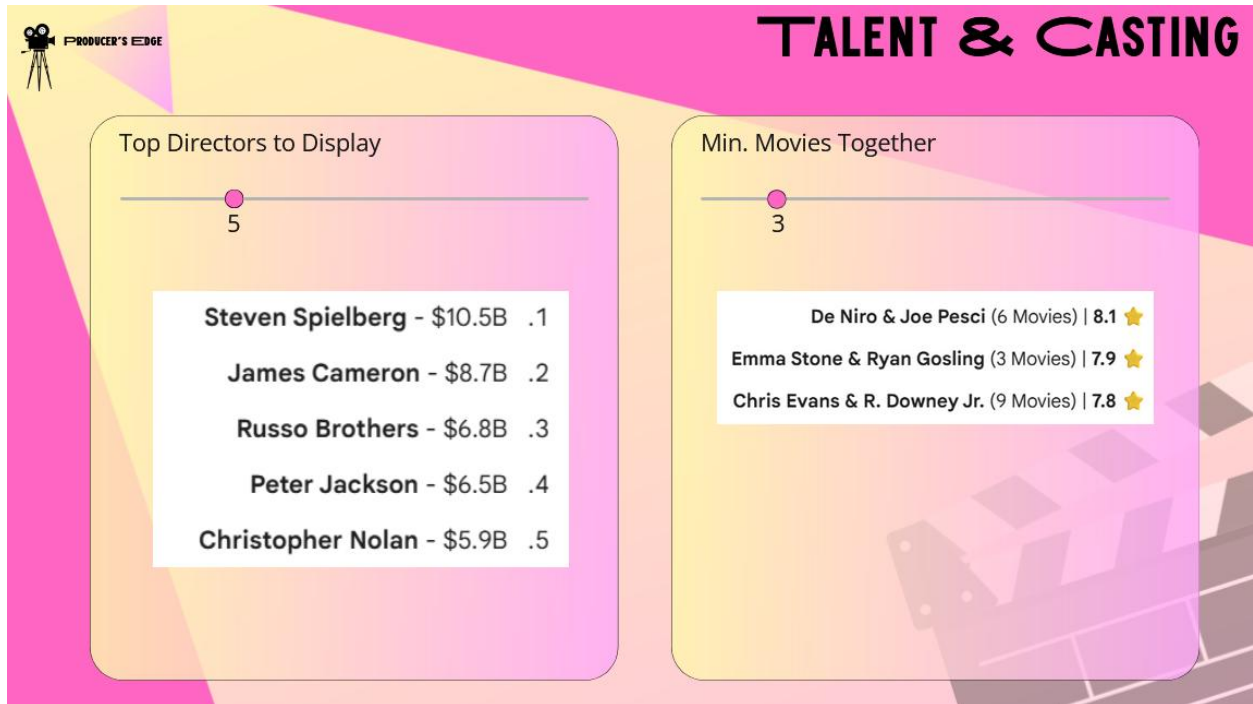 PRODUCER'S EDGE
TALENT & CASTING
Top Directors to Display
5
Steven Spielberg - $10.5B .1
James Cameron - $8.7B .2
Russo Brothers - $6.8B .3
Peter Jackson - $6.5B .4
Christopher Nolan - $5.9B .5
Min. Movies Together
3
De Niro & Joe Pesci (6 Movies) | 8.1 ⭐
Emma Stone & Ryan Gosling (3 Movies) | 7.9 ⭐
Chris Evans & R. Downey Jr. (9 Movies) | 7.8 ⭐